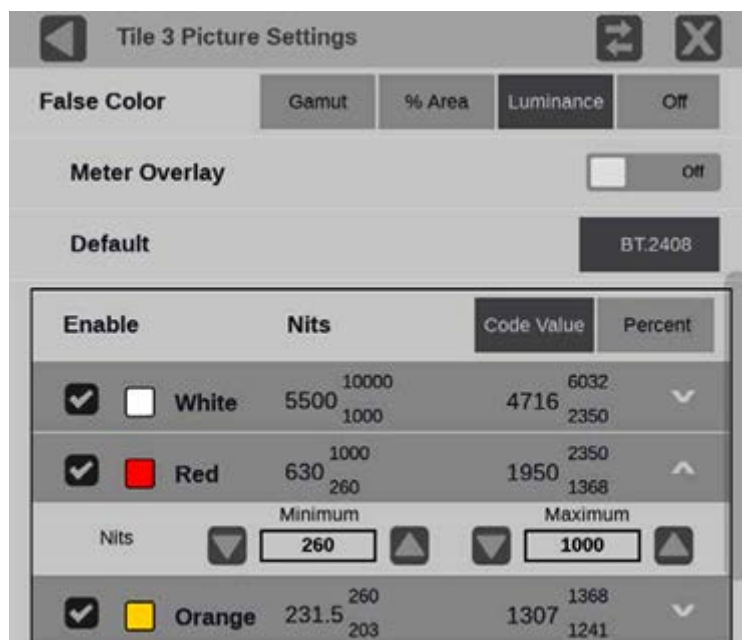 Tile 3 Picture Settings
False Color Gamut % Area Luminance Off
Meter Overlay Off
Default BT.2408
Enable Nits Code Value Percent
White 5500 10000 1000 4716 6032 2350
Red 630 1000 260 1950 2350 1368
Nits Minimum 260 Maximum 1000
Orange 231.5 260 203 1307 1368 1241